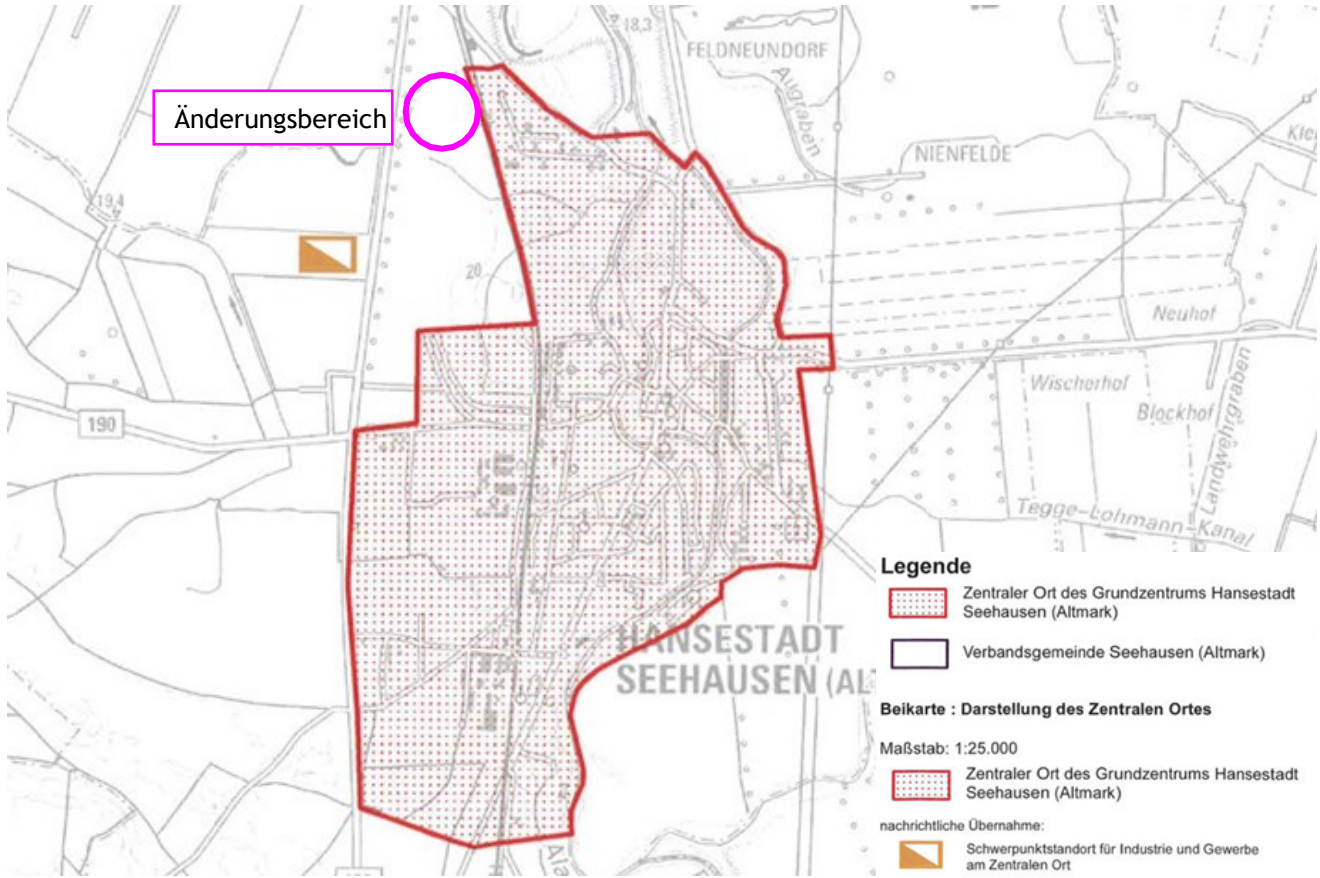 18,3
FELDNEUNDORF
Augraben
Änderungsbereich
NIENFELDE
19,4
20
Neuhof
Wischerhof
Blockhof
Landwehrgraben
190
Tegge-Lohmann-Kanal
HANSESTADT
SEEHAUSEN (AL
Legende
Zentraler Ort des Grundzentrums Hansestadt
Seehausen (Altmark)
Verbandsgemeinde Seehausen (Altmark)
Beikarte : Darstellung des Zentralen Ortes
Maßstab: 1:25.000
Zentraler Ort des Grundzentrums Hansestadt
Seehausen (Altmark)
nachrichtliche Übernahme:
Schwerpunktstandort für Industrie und Gewerbe
am Zentralen Ort